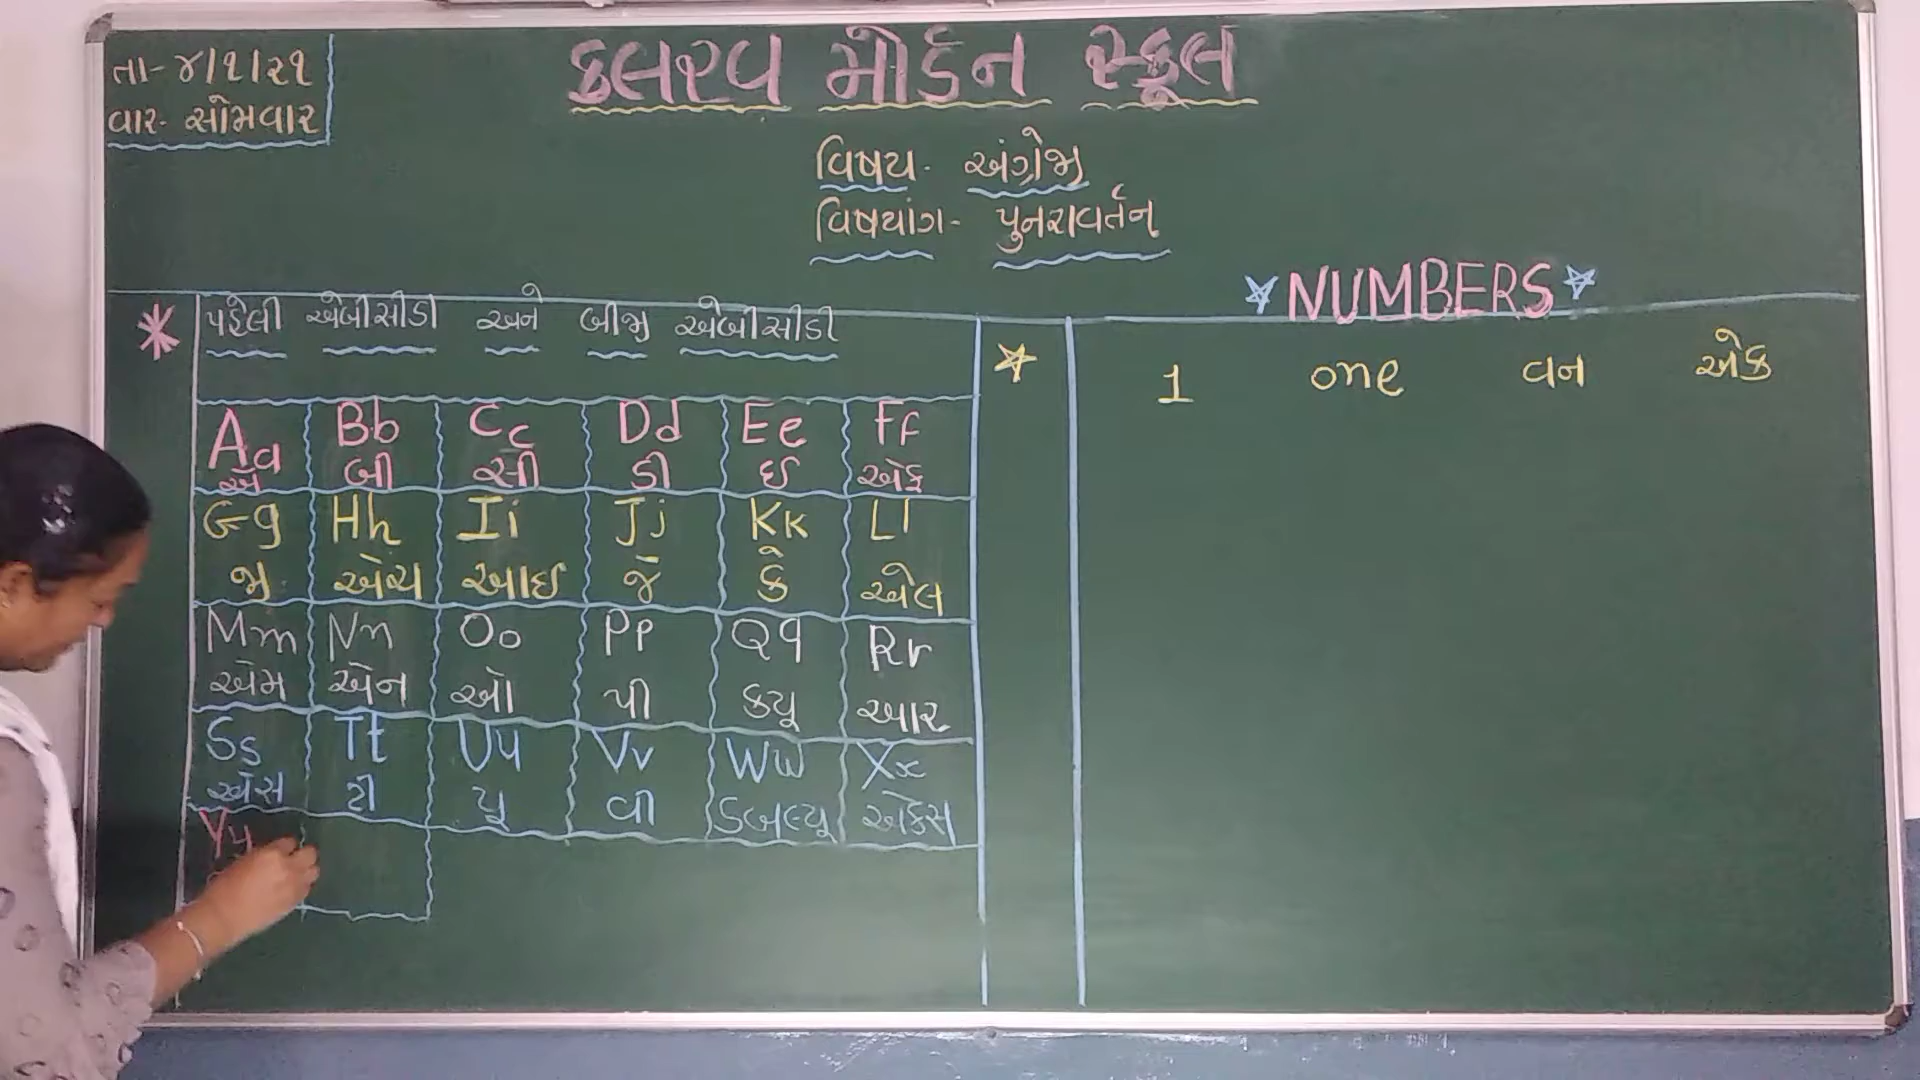 તા-૪/૧/૨૧
વાર- સોમવાર
કલરવ મોર્ડન સ્કૂલ
વિષય- અંગ્રેજી
વિષયાંગ- પુનરાવર્તન
પહેલી એબીસીડી અને બીજી એબીસીડી
Aa Bb Cc Dd Ee Ff
એ બી સી ડી ઈ એફ
Gg Hh Ii Jj Kk Ll
જી એચ આઈ જે કે એલ
Mm Nn Oo Pp Qq Rr
એમ એન ઓ પી ક્યૂ આર
Ss Tt Uu Vv Ww Xx
એસ ટી યૂ વી ડબલ્યૂ એક્સ
Yy
NUMBERS
1 one વન એક